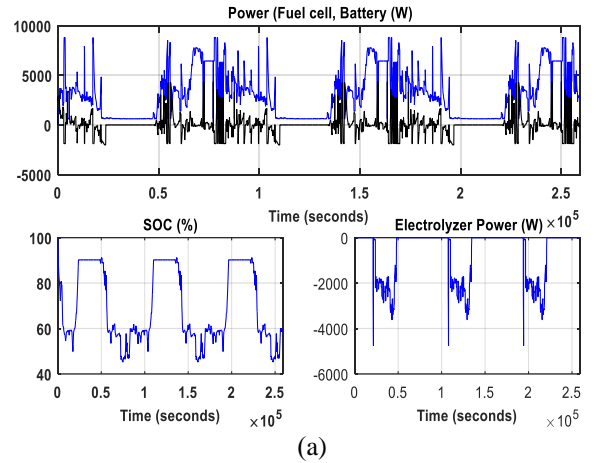 Power (Fuel cell, Battery (W)
10000
5000
0
-5000
0 0.5 1 1.5 2 2.5
Time (seconds) ×10^5
SOC (%)
100
80
60
40
0 0.5 1 1.5 2 2.5
Time (seconds)
×10^5
Electrolyzer Power (W)
0
-2000
-4000
-6000
0 0.5 1 1.5 2 2.5
Time (seconds)
×10^5
(a)